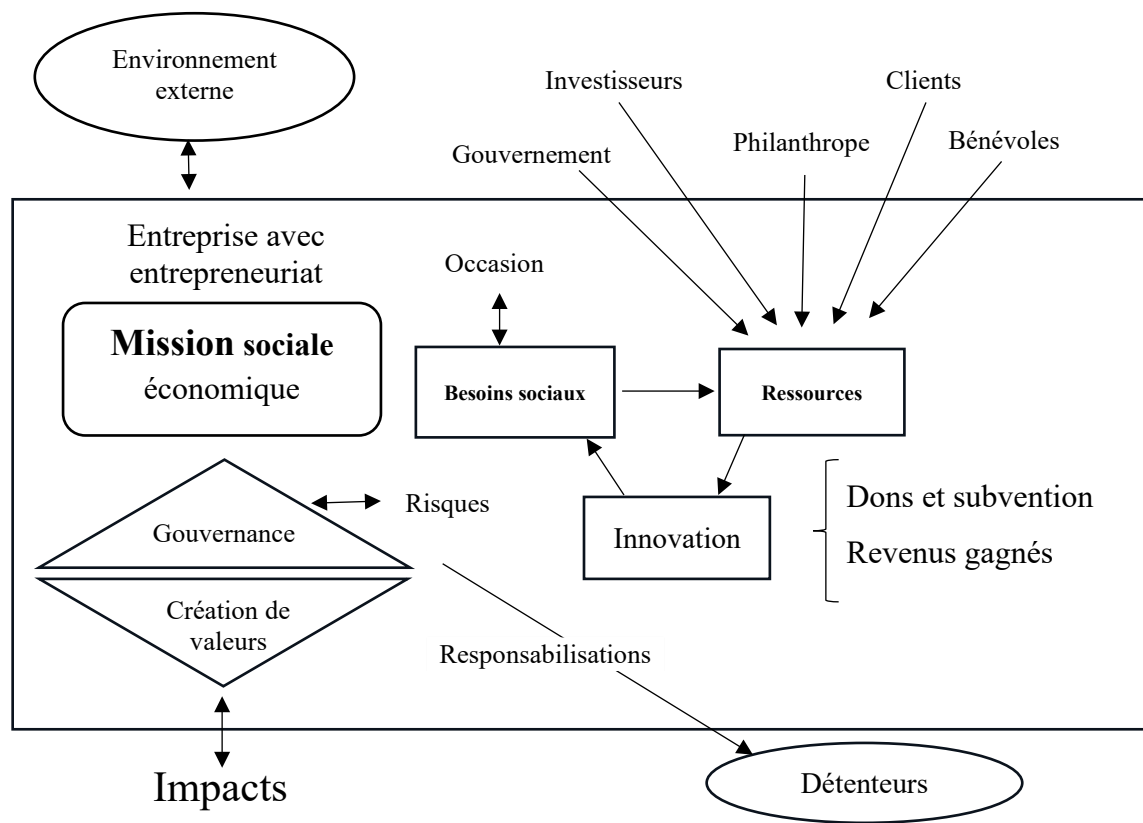 Environnement
externe
Investisseurs
Clients
Gouvernement
Philanthrope
Bénévoles
Entreprise avec
entrepreneuriat
Occasion
Mission sociale
économique
Besoins sociaux
Ressources
Gouvernance
Risques
Innovation
Dons et subvention
Revenus gagnés
Création de
valeurs
Responsabilisations
Impacts
Détenteurs